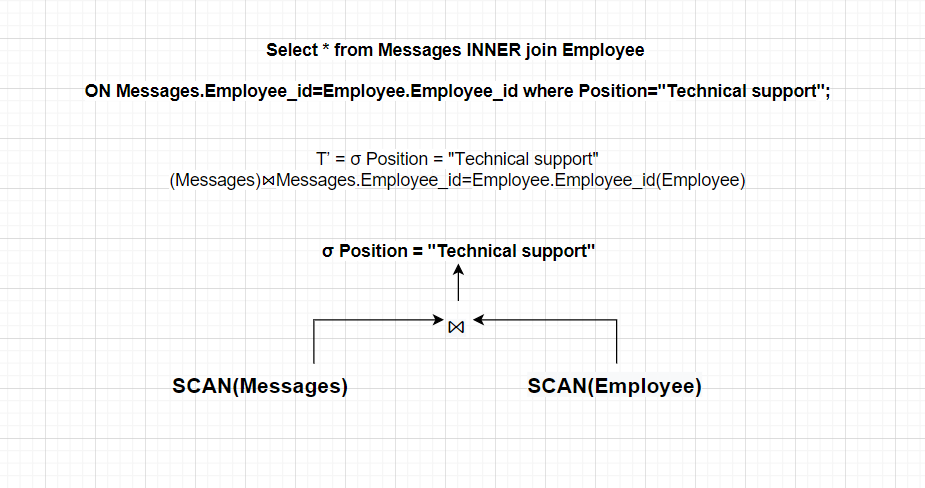 Select * from Messages INNER join Employee
ON Messages.Employee_id=Employee.Employee_id where Position="Technical support";
T' = σ Position = "Technical support"
(Messages)⋈Messages.Employee_id=Employee.Employee_id(Employee)
σ Position = "Technical support"
⋈
SCAN(Messages) SCAN(Employee)